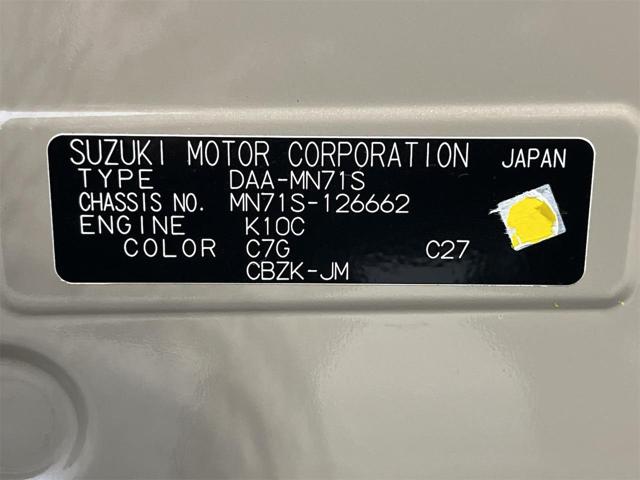 SUZUKI MOTOR CORPORATION JAPAN
TYPE DAA-MN71S
CHASSIS NO. MN71S-126662
ENGINE K10C
COLOR C7G C27
CBZK-JM